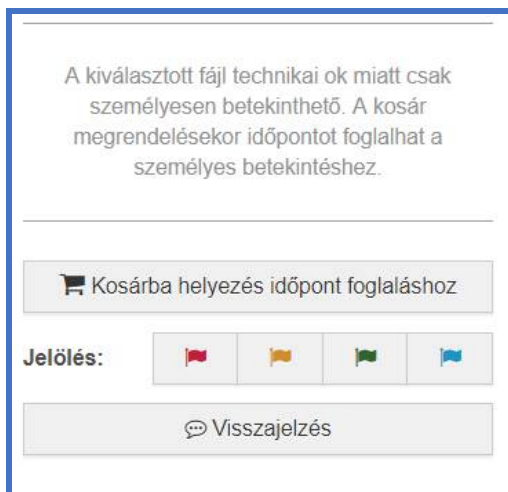 A kiválasztott fájl technikai ok miatt csak
személyesen betekinthető. A kosár
megrendelésekor időpontot foglalhat a
személyes betekintéshez.
Kosárba helyezés időpont foglaláshoz
Jelölés:
Visszajelzés